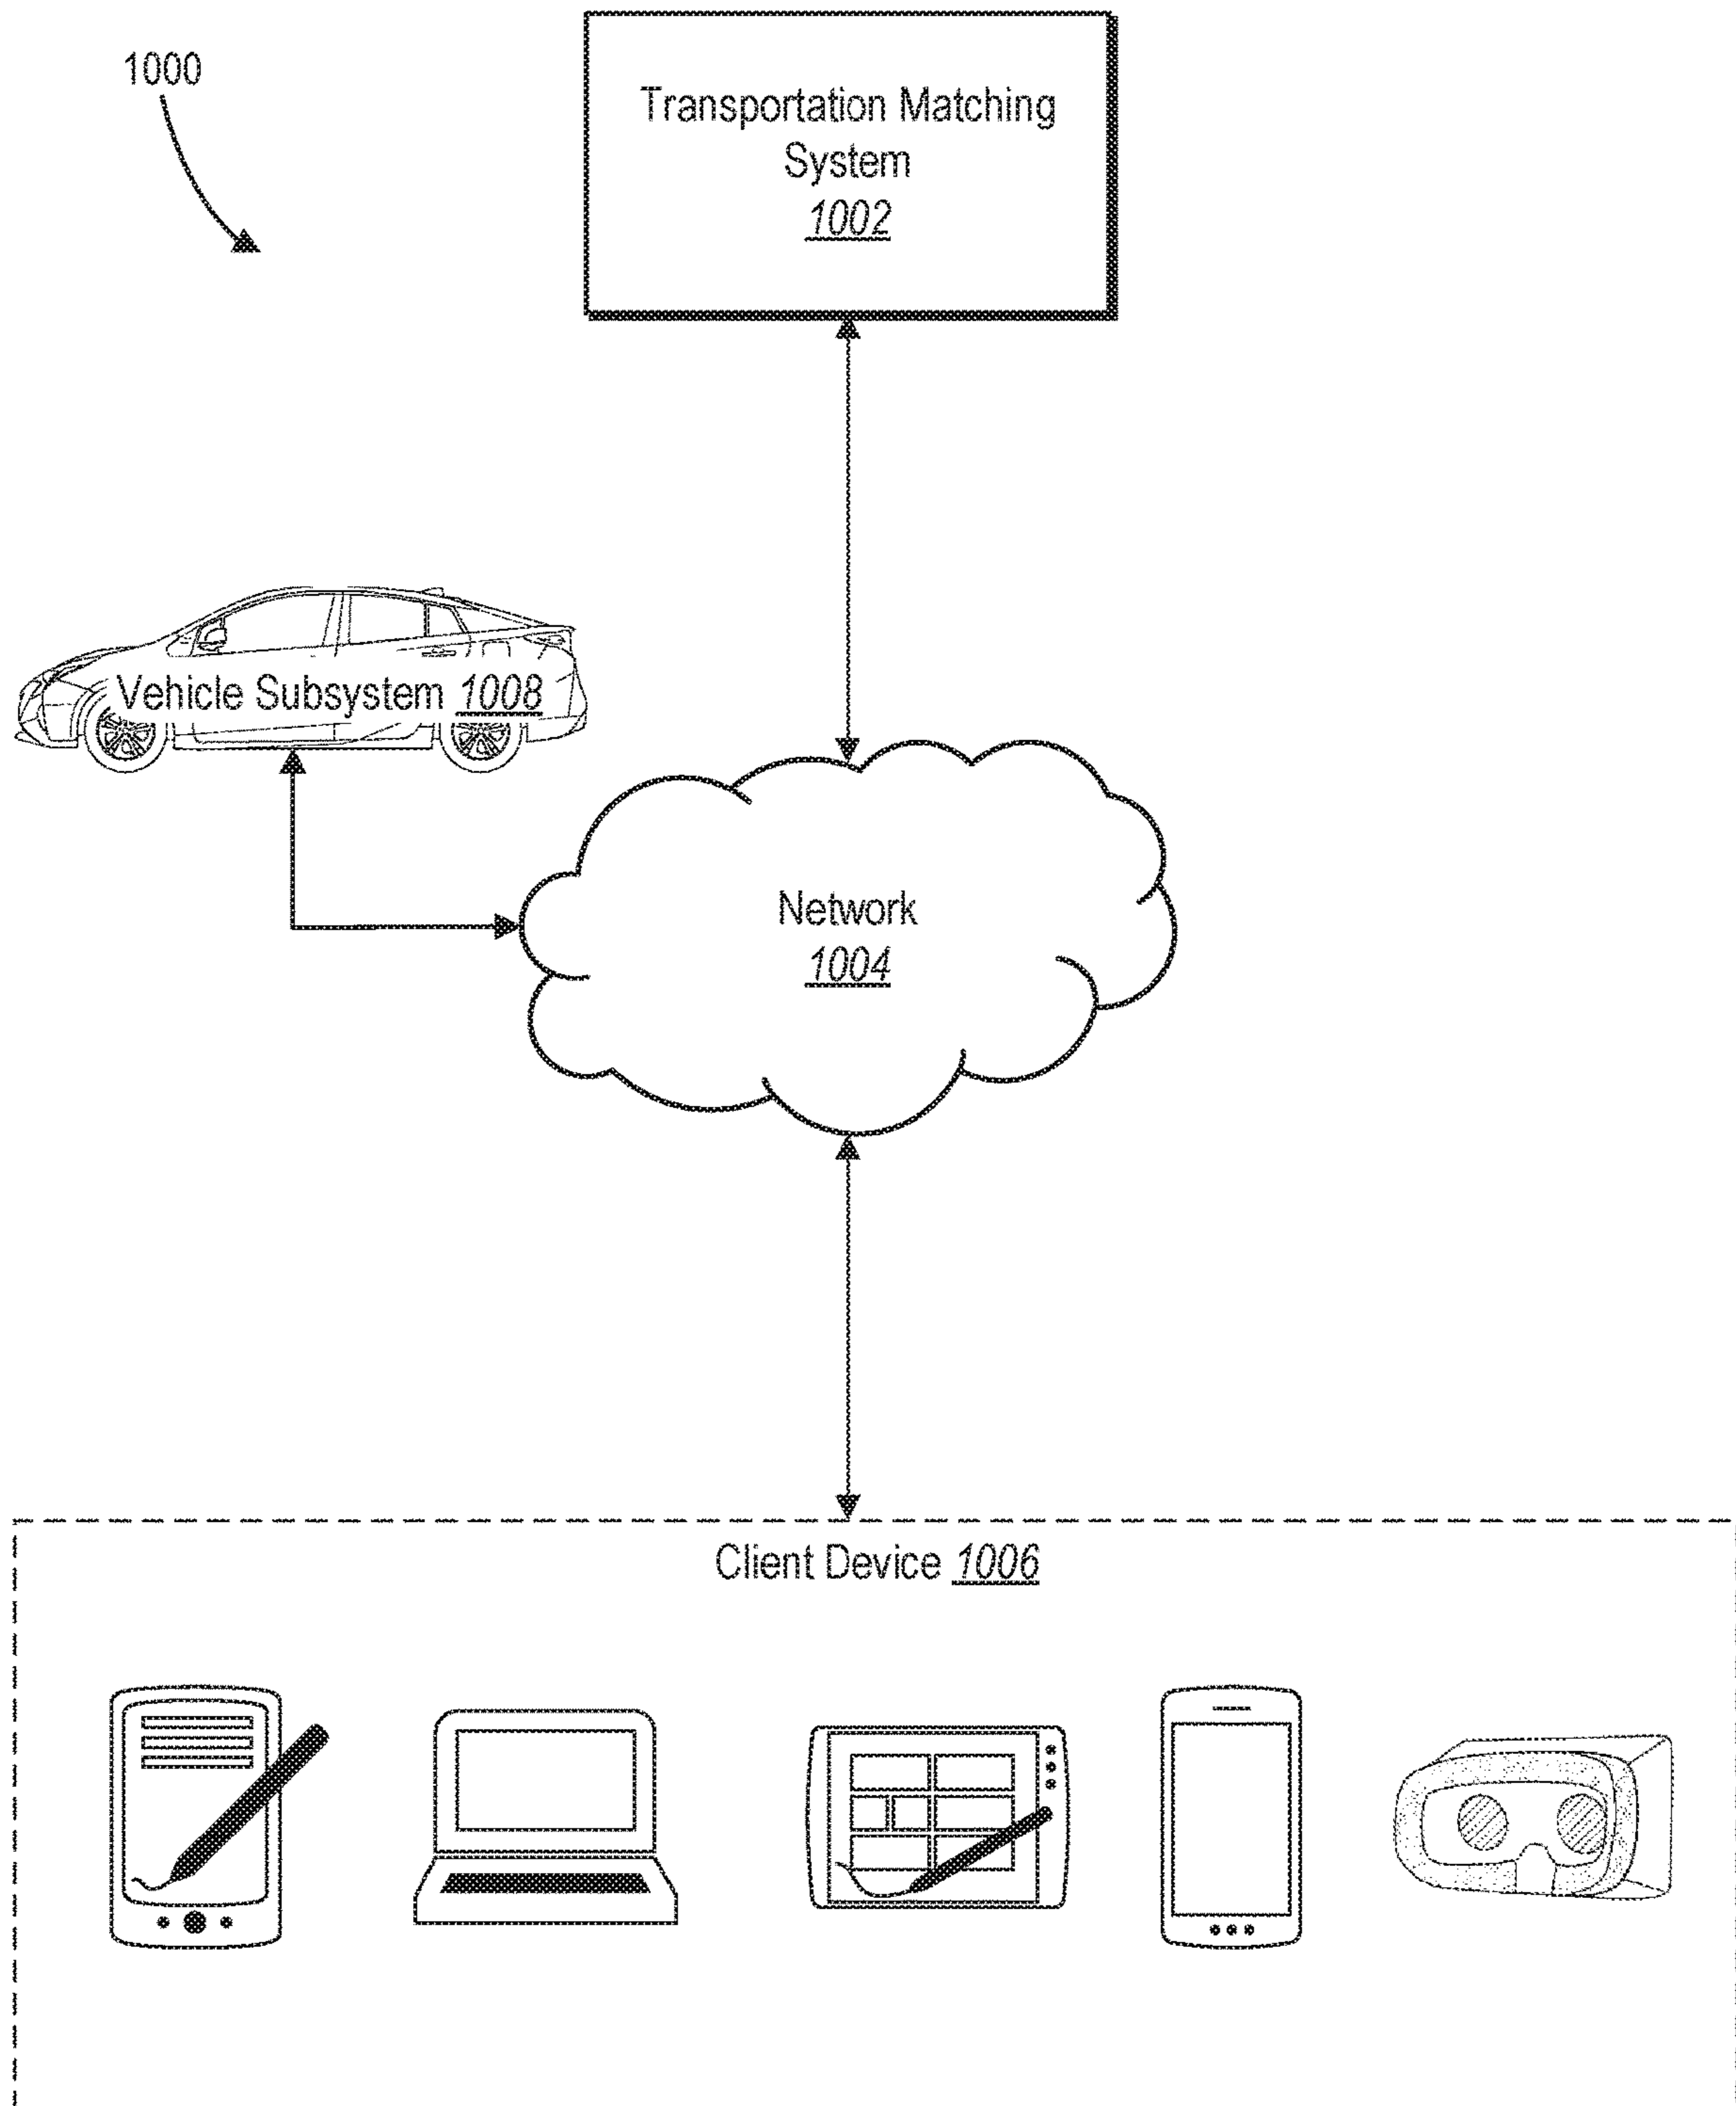 1000
Transportation Matching
System
1002
Vehicle Subsystem 1008
Network
1004
Client Device 1006